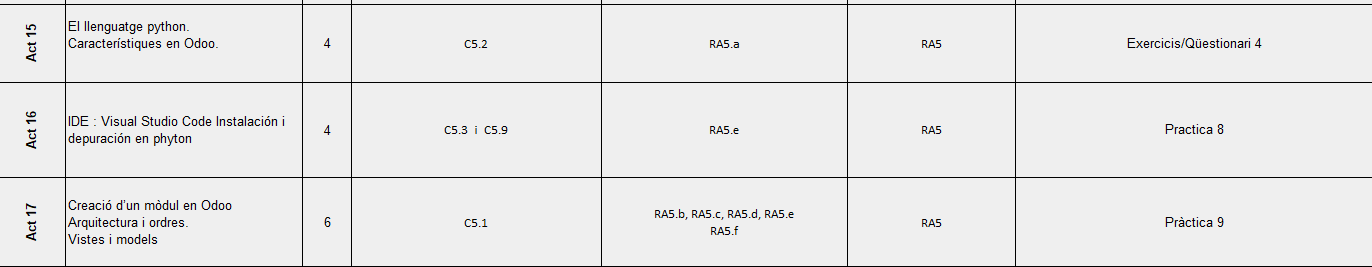 Act 15
El llenguatge python.
Característiques en Odoo.
4
C5.2
RA5.a
RA5
Exercicis/Qüestionari 4
Act 16
IDE : Visual Studio Code Instalación i
depuración en phyton
4
C5.3 i C5.9
RA5.e
RA5
Practica 8
Act 17
Creació d'un mòdul en Odoo
Arquitectura i ordres.
Vistes i models
6
C5.1
RA5.b, RA5.c, RA5.d, RA5.e
RA5.f
RA5
Pràctica 9